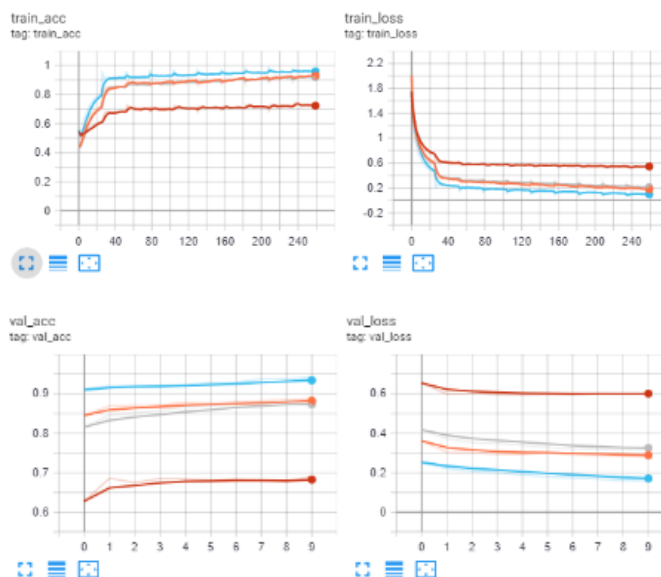 train_acc
tag: train_acc
1
0.8
0.6
0.4
0.2
0
0 40 80 120 160 200 240
train_loss
tag: train_loss
2.2
1.8
1.4
1
0.6
0.2
-0.2
0 40 80 120 160 200 240
val_acc
tag: val_acc
0.9
0.8
0.7
0.6
0 1 2 3 4 5 6 7 8 9
val_loss
tag: val_loss
0.6
0.4
0.2
0
0 1 2 3 4 5 6 7 8 9